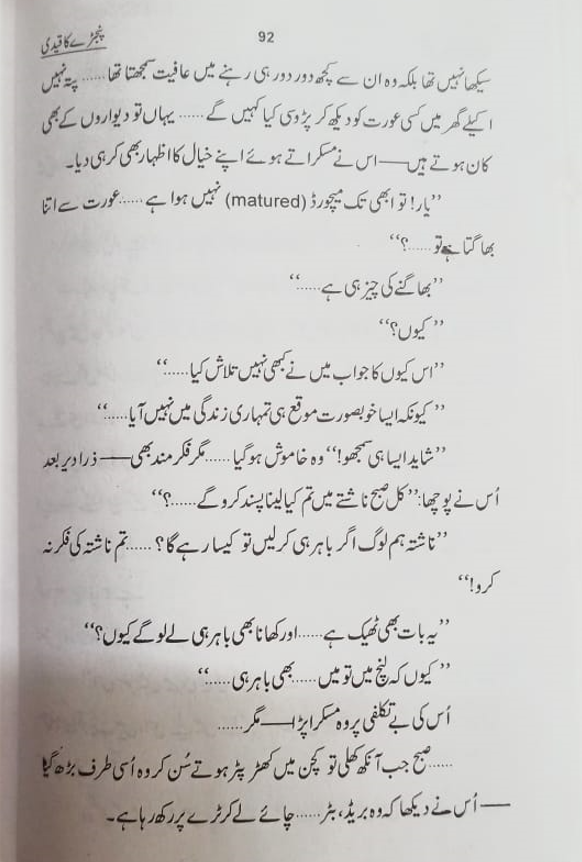 پنجرے کا قیدی
92
سیکھا نہیں تھا بلکہ وہ ان سے کچھ دور دور ہی رہنے میں عافیت سمجھتا تھا...... پتہ نہیں
اکیلے گھر میں کسی عورت کو دیکھ کر پڑوسی کیا کہیں گے...... یہاں تو دیواروں کے بھی
کان ہوتے ہیں—— اس نے مسکراتے ہوئے اپنے خیال کا اظہار بھی کر ہی دیا۔
”یار! تو ابھی تک میچورڈ (matured) نہیں ہوا ہے...... عورت سے اتنا
بھاگتا ہے تو......؟“
”بھاگنے کی چیز ہی ہے......“
”کیوں؟“
”اس کیوں کا جواب میں نے کبھی نہیں تلاش کیا......“
”کیونکہ ایسا خوبصورت موقع ہی تمہاری زندگی میں نہیں آیا......“
”شاید ایسا ہی سمجھو!“ وہ خاموش ہو گیا...... مگر فکر مند بھی—— ذرا دیر بعد
اُس نے پوچھا: ”کل صبح ناشتے میں تم کیا لینا پسند کرو گے......؟“
”ناشتہ ہم لوگ اگر باہر ہی کر لیں تو کیسا رہے گا؟...... تم ناشتہ کی فکر نہ
کرو!“
”یہ بات بھی ٹھیک ہے...... اور کھانا بھی باہر ہی لے لو گے کیوں؟“
”کیوں کہ لنچ میں تو میں...... بھی باہر ہی......“
اُس کی بے تکلفی پر وہ مسکرا پڑا—— مگر......
...... صبح جب آنکھ کھلی تو کچن میں کھٹر پٹر ہوتے سُن کر وہ اُسی طرف بڑھ گیا
—— اُس نے دیکھا کہ وہ بریڈ، بٹر...... چائے لے کر ٹرے پر رکھ رہا ہے۔